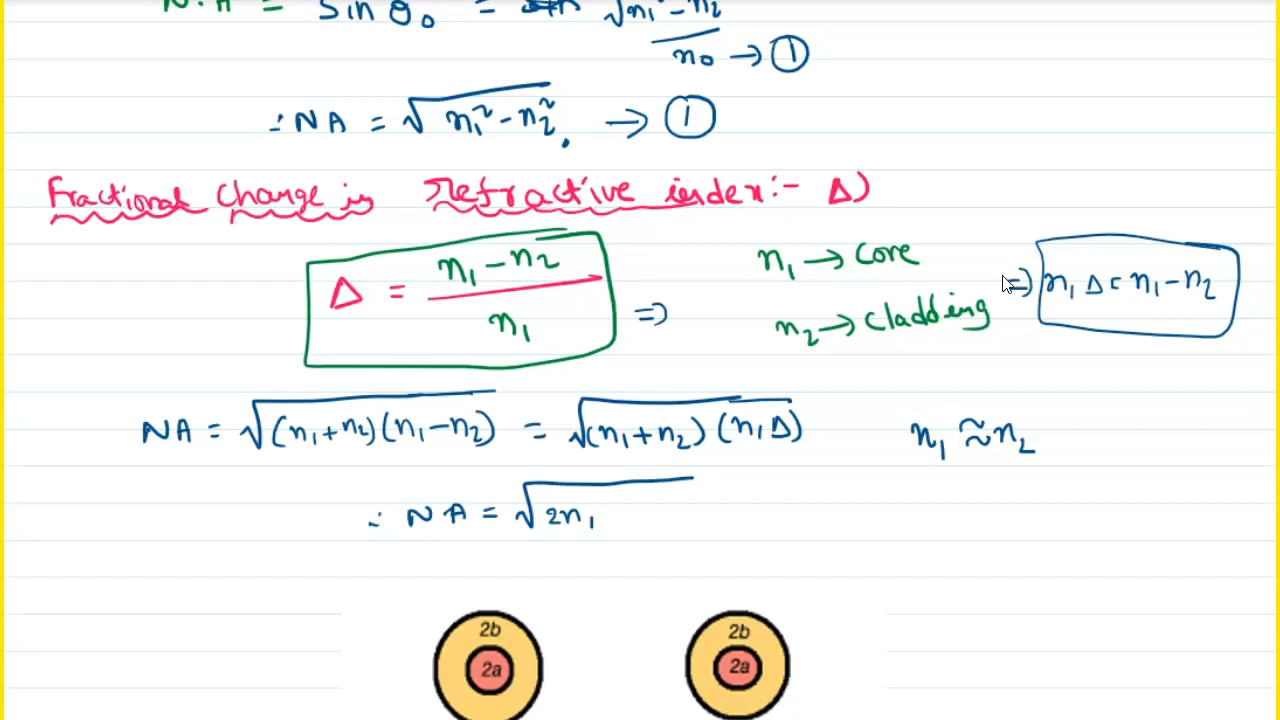 N.A = Sin θ₀ = √n₁² - n₂² / n₀ → ①
∴ NA = √n₁² - n₂². → ①
Fractional Change in refractive index:- Δ)
Δ = n₁ - n₂ / n₁ ⇒ n₁ → core ⇒ n₁ Δ = n₁ - n₂
n₂ → cladding
NA = √(n₁+n₂)(n₁-n₂) = √(n₁+n₂)(n₁Δ) n₁ ≈ n₂
∴ NA = √2n₁
2b 2b
2a 2a